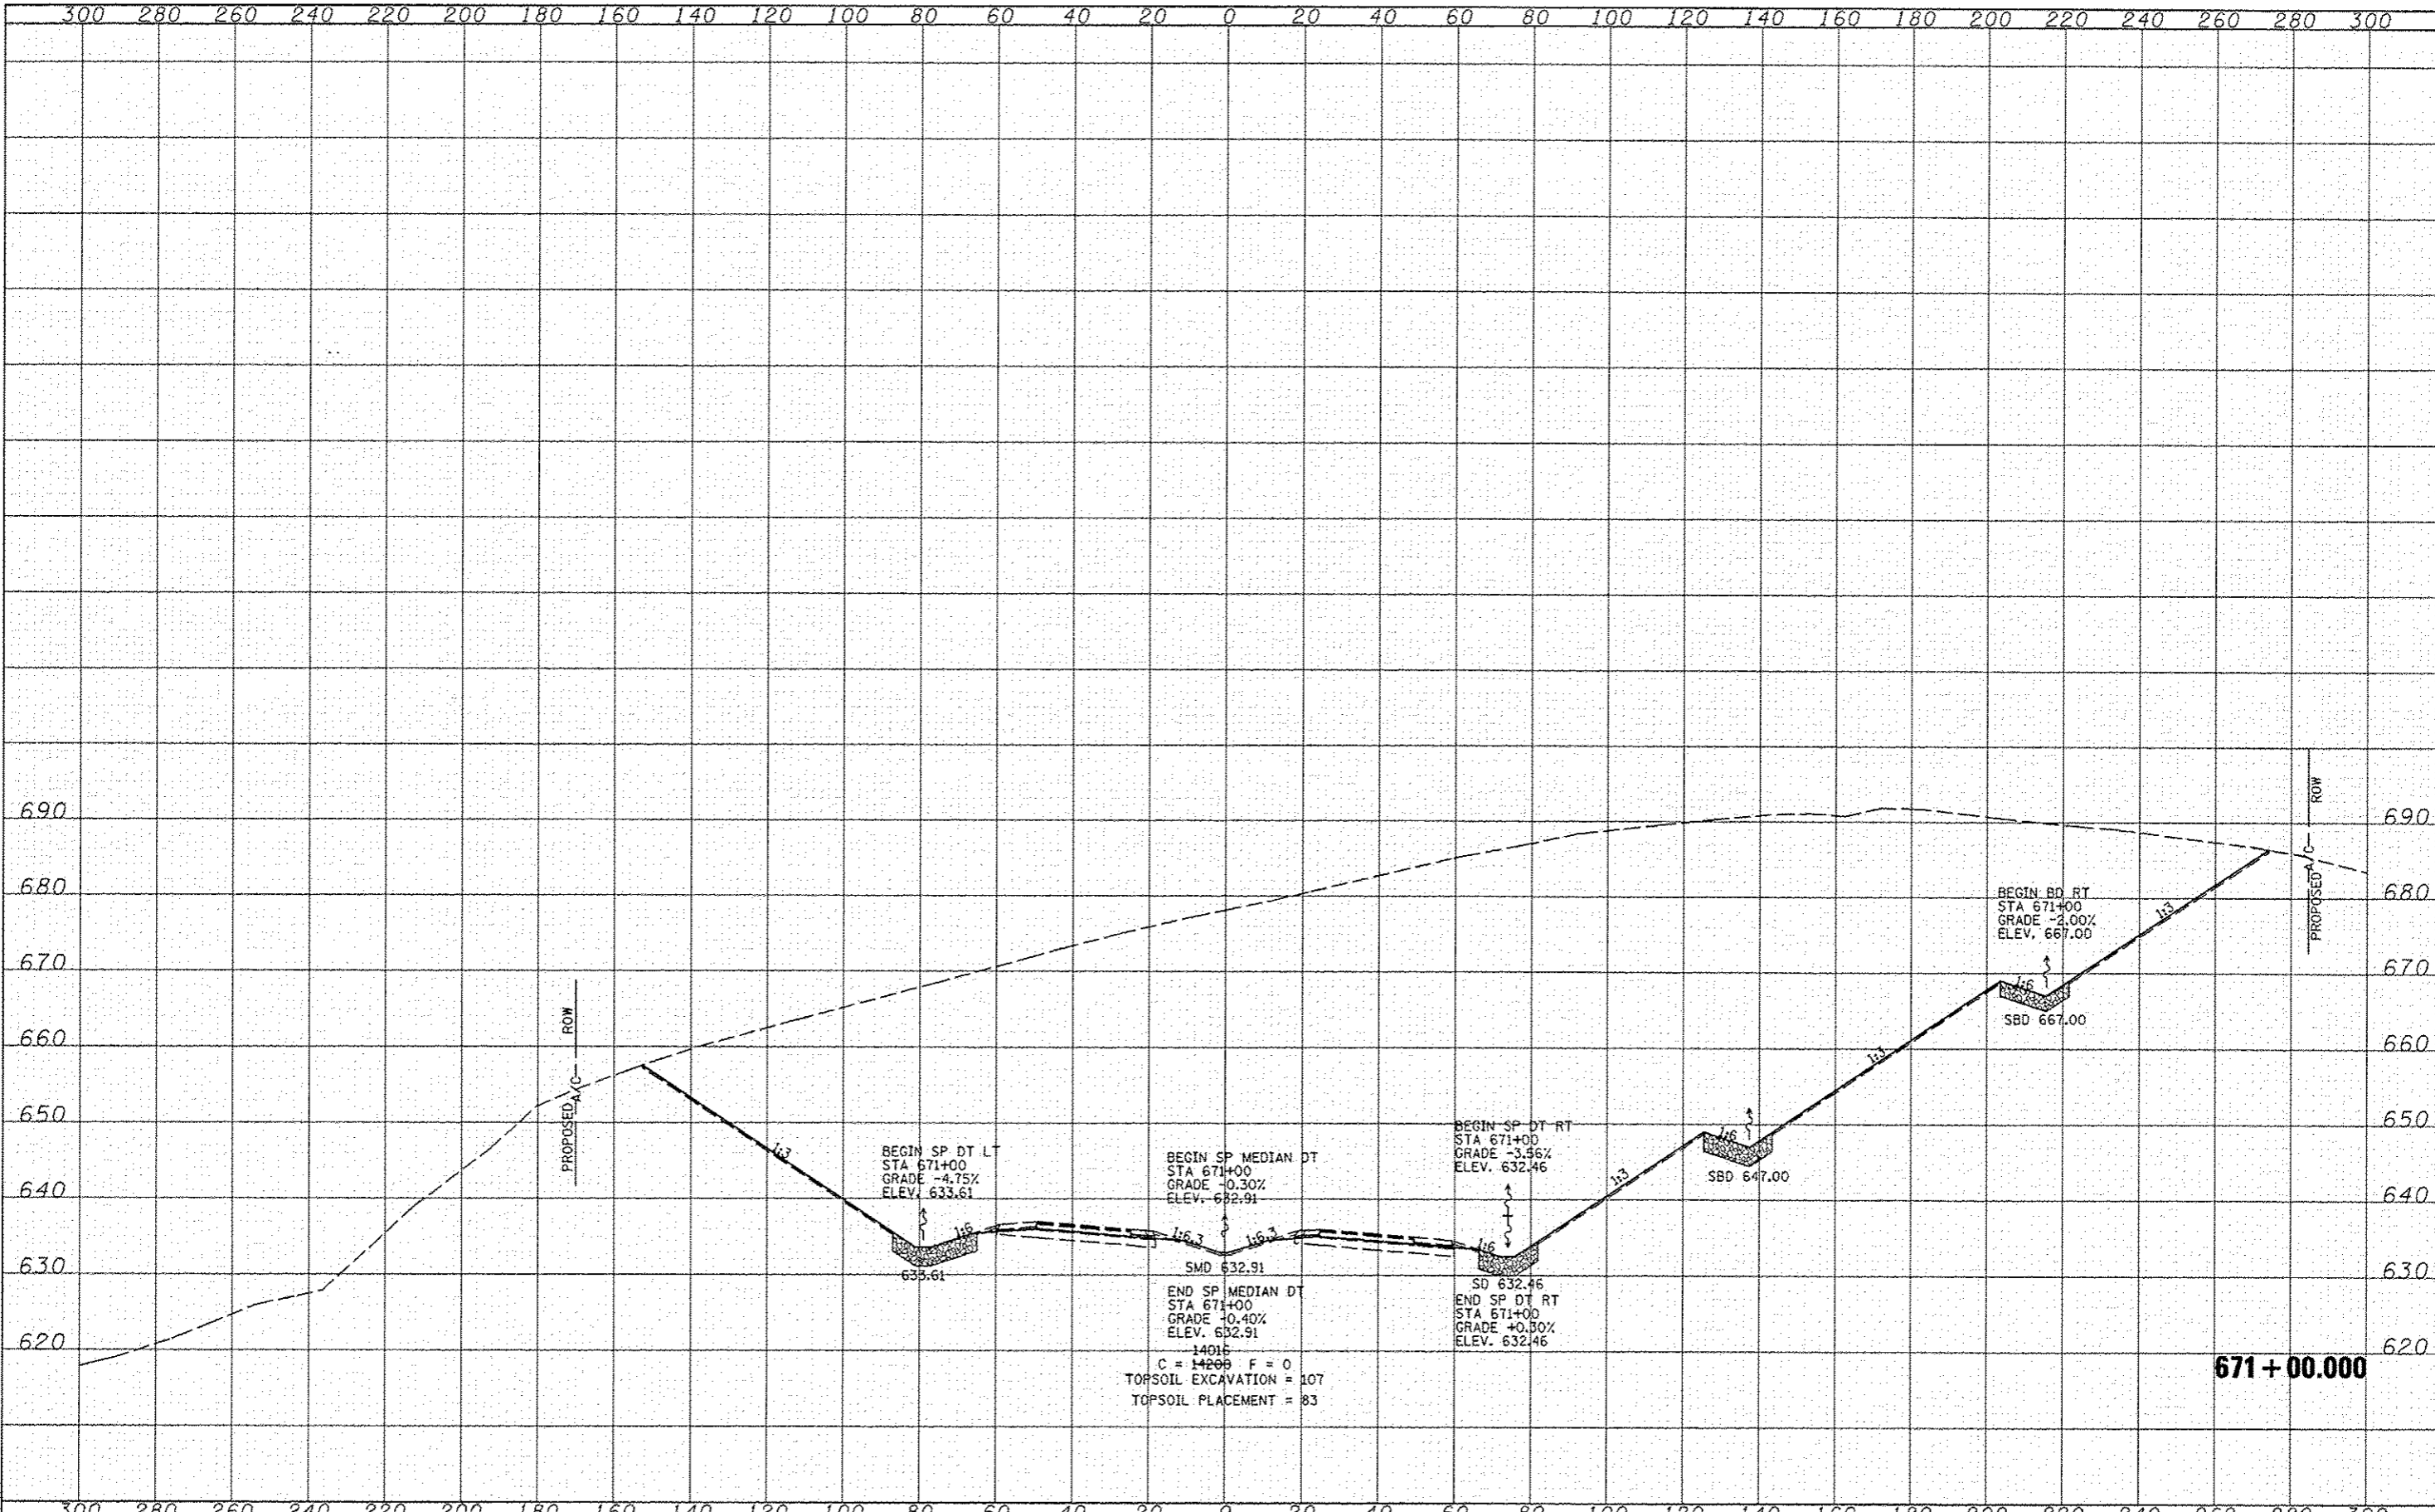 300 280 260 240 220 200 180 160 140 120 100 80 60 40 20 0 20 40 60 80 100 120 140 160 180 200 220 240 260 280 300
ROW
PROPOSED A/C
690 690
BEGIN BD RT
STA 671+00
GRADE -2.00%
ELEV. 667.00
680 680
1:3
670 670
1:6
SBD 667.00
ROW
PROPOSED A/C
660 660
1:3
650 650
1:3
BEGIN SP DT LT
STA 671+00
GRADE -4.75%
ELEV. 633.61
BEGIN SP MEDIAN DT
STA 671+00
GRADE -0.30%
ELEV. 632.91
BEGIN SP DT RT
STA 671+00
GRADE -3.56%
ELEV. 632.46
1:6
SBD 647.00
1:3
640 640
1:6
1:6.3
1:6.3
1:6
630 630
633.61
SMD 632.91
SD 632.46
END SP MEDIAN DT
STA 671+00
GRADE -0.40%
ELEV. 632.91
END SP DT RT
STA 671+00
GRADE +0.30%
ELEV. 632.46
620 620
14016
C = 14200 F = 0
TOPSOIL EXCAVATION = 107
TOPSOIL PLACEMENT = 83
671+00.000
300 280 260 240 220 200 180 160 140 120 100 80 60 40 20 0 20 40 60 80 100 120 140 160 180 200 220 240 260 280 300